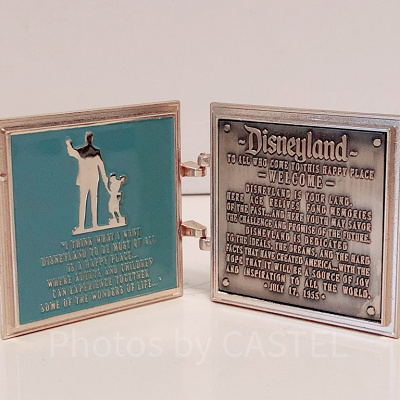 "I THINK WHAT I WANT
DISNEYLAND TO BE MOST OF ALL
IS A HAPPY PLACE...
WHERE ADULTS AND CHILDREN
CAN EXPERIENCE TOGETHER
SOME OF THE WONDERS OF LIFE..."
-Disneyland-
TO ALL WHO COME TO THIS HAPPY PLACE
-WELCOME-
DISNEYLAND IS YOUR LAND.
HERE AGE RELIVES FOND MEMORIES
OF THE PAST...AND HERE YOUTH MAY SAVOR
THE CHALLENGE AND PROMISE OF THE FUTURE.
DISNEYLAND IS DEDICATED
TO THE IDEALS, THE DREAMS, AND THE HARD
FACTS THAT HAVE CREATED AMERICA...WITH THE
HOPE THAT IT WILL BE A SOURCE OF JOY
AND INSPIRATION TO ALL THE WORLD.
• JULY 17, 1955 •
Photos by CASTEL